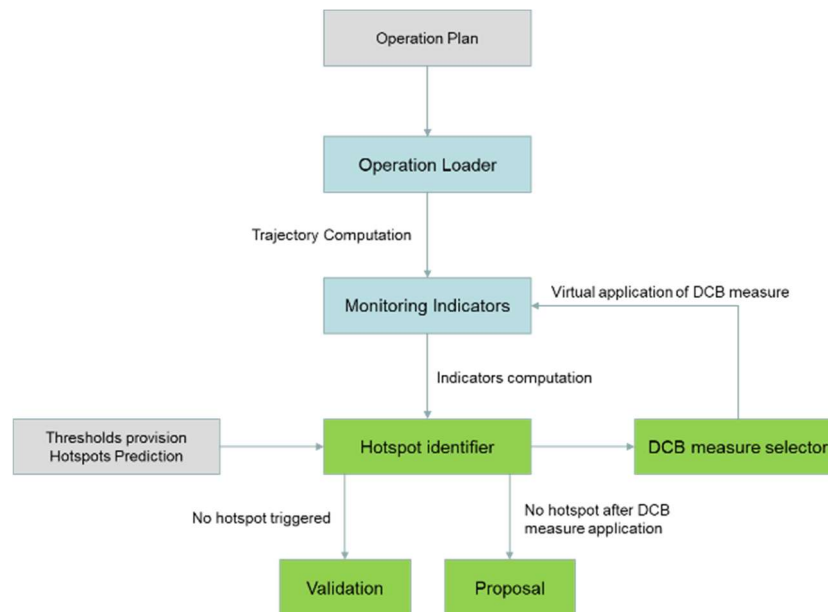 Operation Plan
Operation Loader
Trajectory Computation
Virtual application of DCB measure
Monitoring Indicators
Indicators computation
Thresholds provision
Hotspots Prediction
Hotspot identifier
DCB measure selector
No hotspot triggered
No hotspot after DCB
measure application
Validation
Proposal